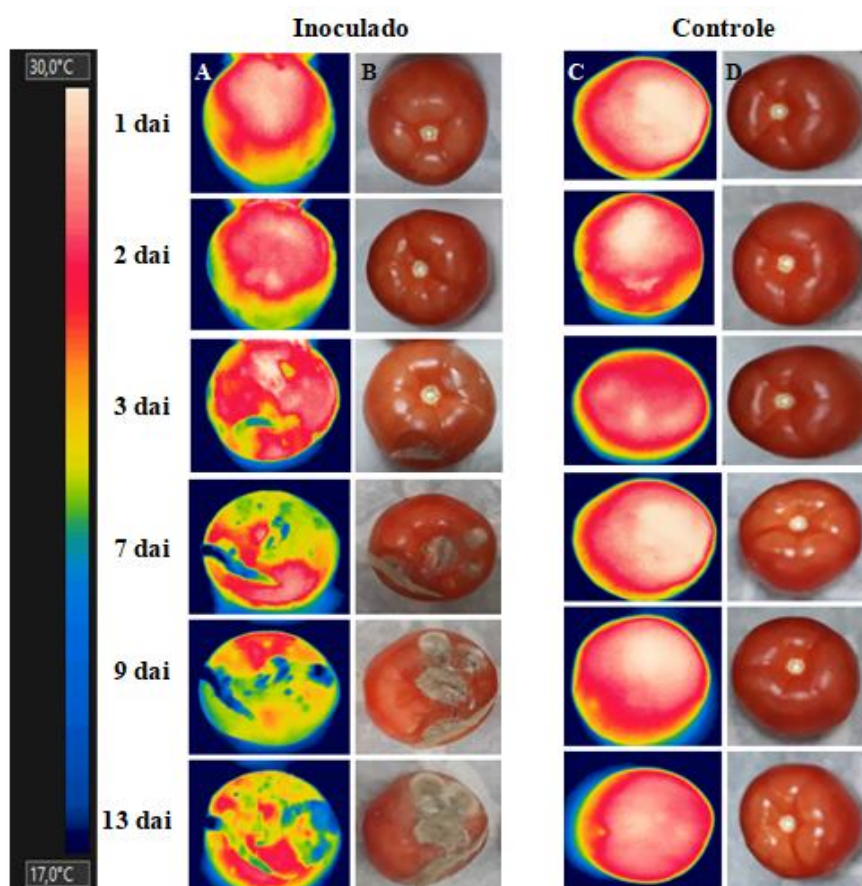 Inoculado Controle
30,0°C A B C D
1 dai
2 dai
3 dai
7 dai
9 dai
13 dai
17,0°C